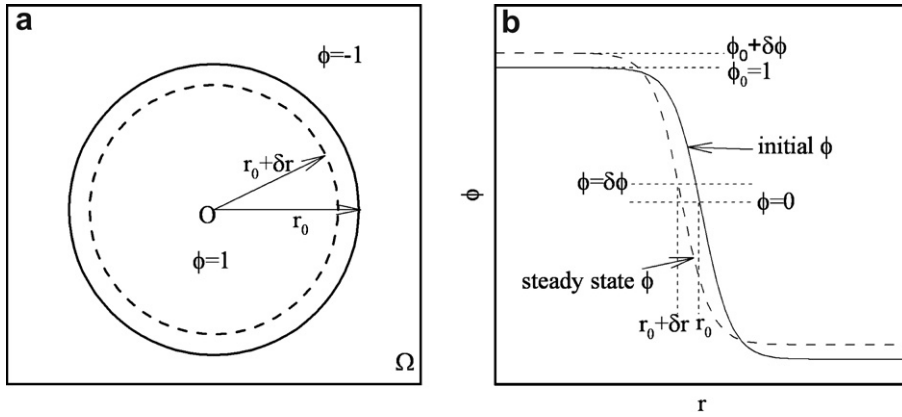 a
ϕ=-1
r₀+δr
O
r₀
ϕ=1
Ω
b
ϕ₀+δϕ
ϕ₀=1
initial ϕ
ϕ
ϕ=δϕ
ϕ=0
steady state ϕ
r₀+δr r₀
r